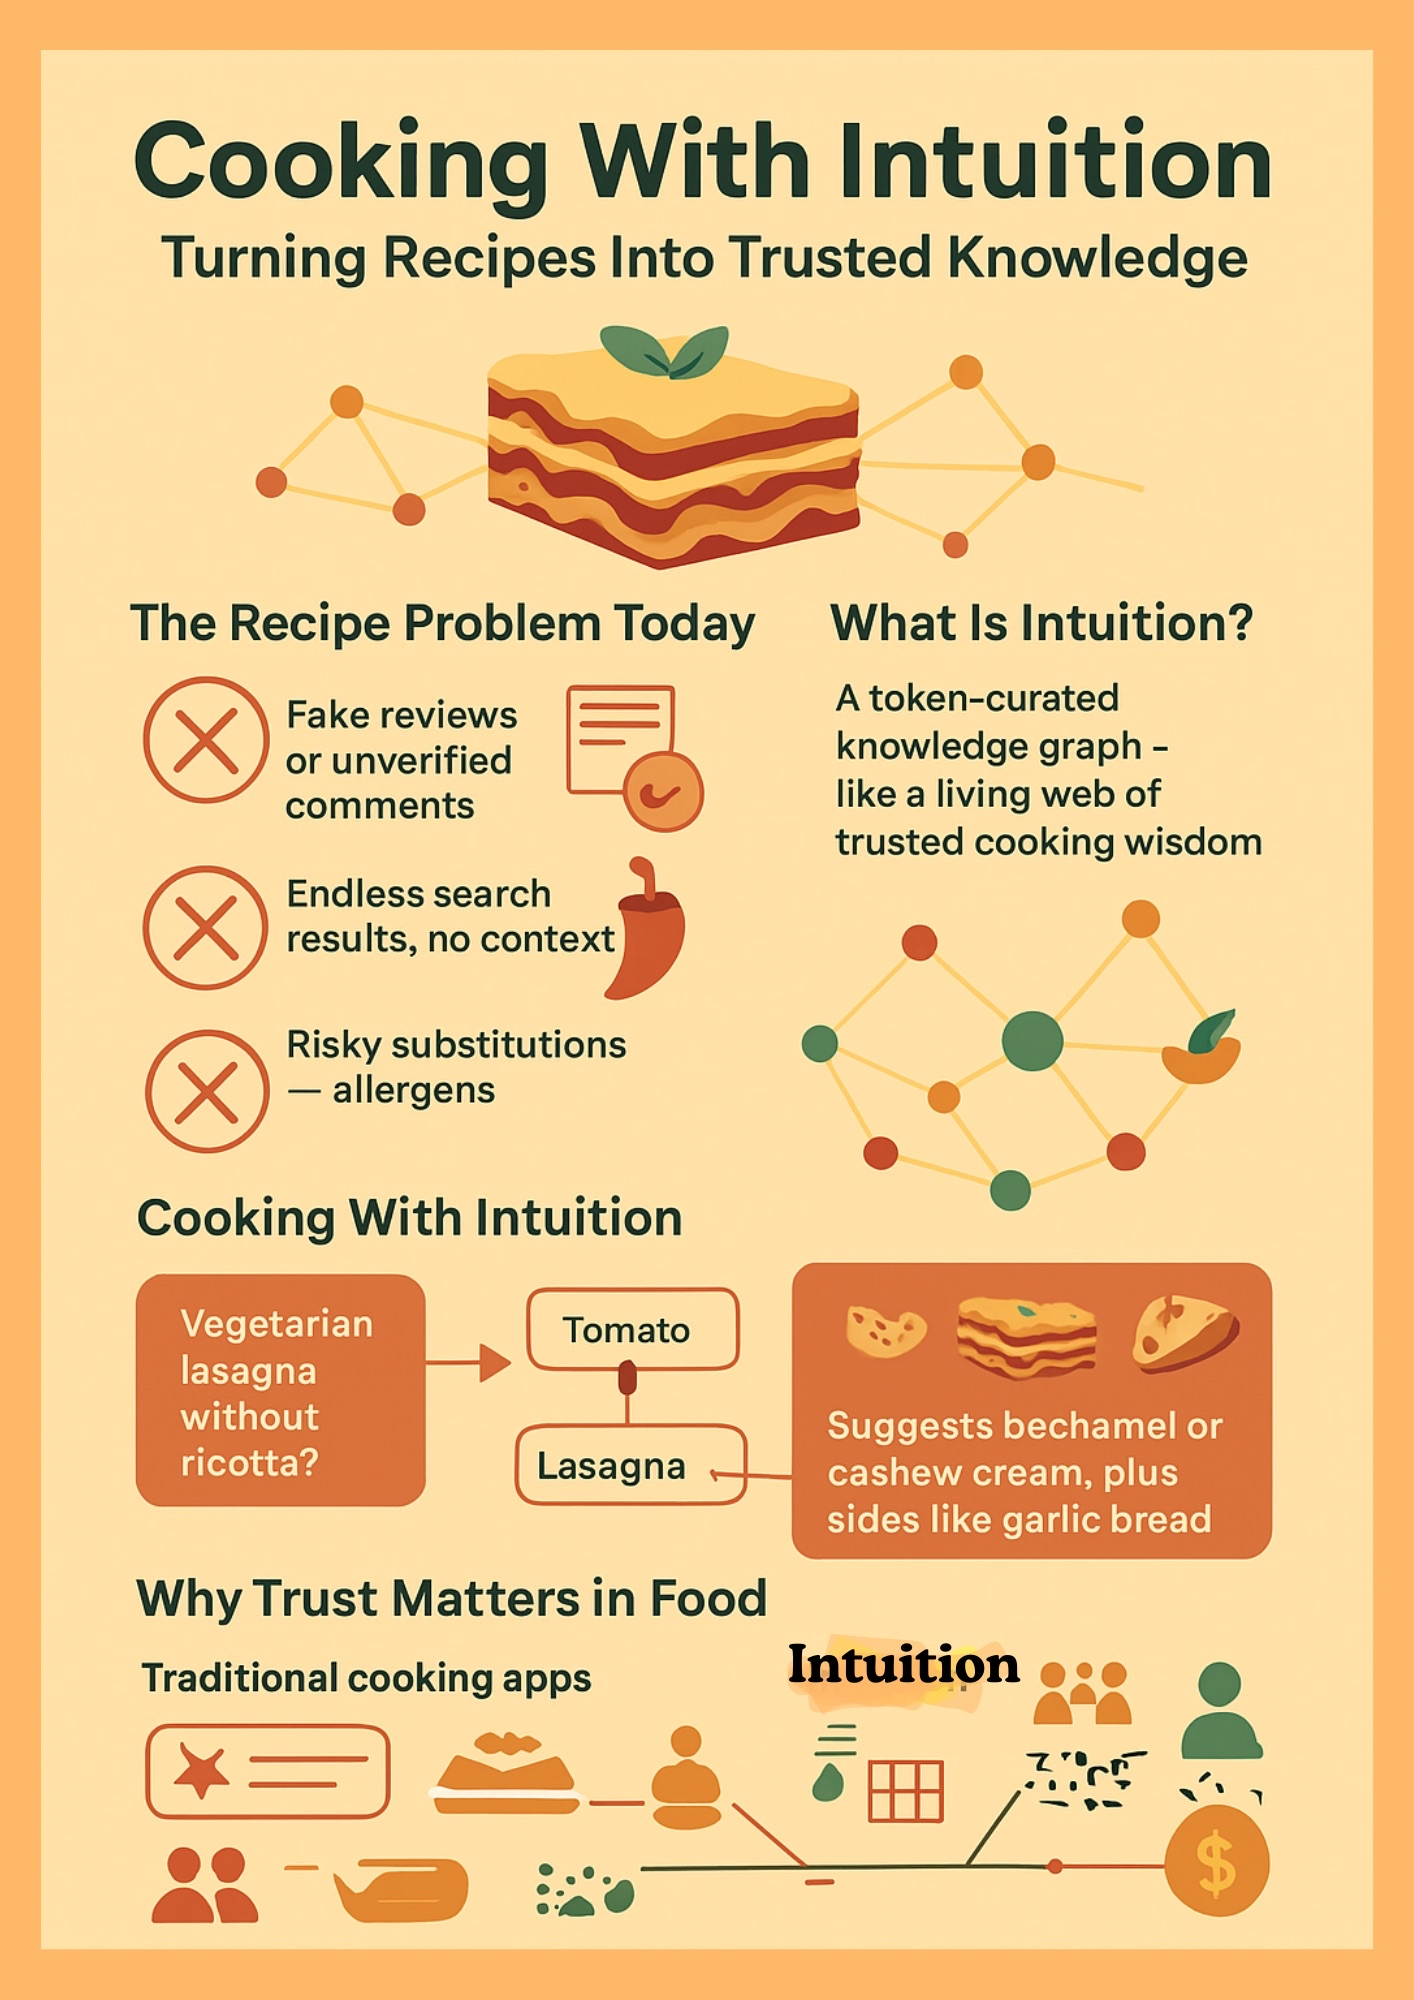 Cooking With Intuition
Turning Recipes Into Trusted Knowledge
The Recipe Problem Today
Fake reviews
or unverified
comments
Endless search
results, no context
Risky substitutions
— allergens
What Is Intuition?
A token-curated
knowledge graph –
like a living web of
trusted cooking wisdom
Cooking With Intuition
Vegetarian
lasagna
without
ricotta?
Tomato
Lasagna
Suggests bechamel or
cashew cream, plus
sides like garlic bread
Why Trust Matters in Food
Traditional cooking apps
Intuition
$